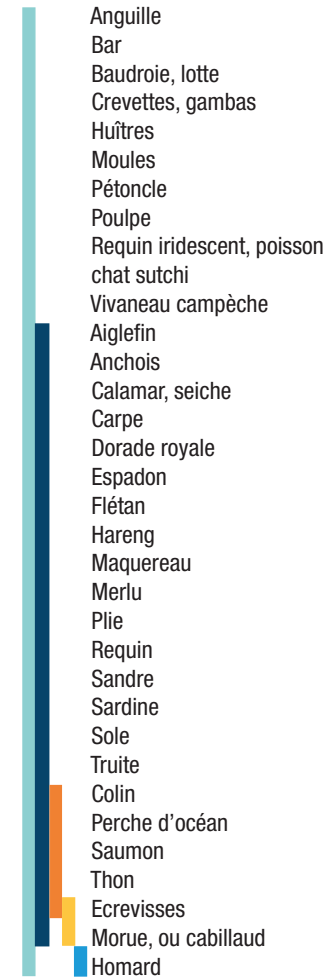 Anguille
Bar
Baudroie, lotte
Crevettes, gambas
Huîtres
Moules
Pétoncle
Poulpe
Requin iridescent, poisson
chat sutchi
Vivaneau campèche
Aiglefin
Anchois
Calamar, seiche
Carpe
Dorade royale
Espadon
Flétan
Hareng
Maquereau
Merlu
Plie
Requin
Sandre
Sardine
Sole
Truite
Colin
Perche d'océan
Saumon
Thon
Ecrevisses
Morue, ou cabillaud
Homard